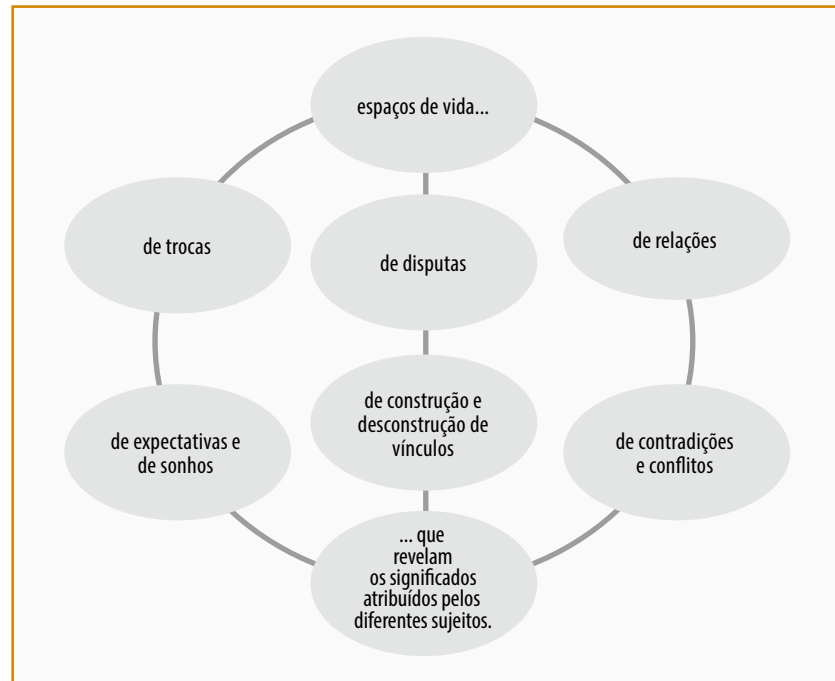 espaços de vida...
de trocas
de disputas
de relações
de expectativas e
de sonhos
de construção e
desconstrução de
vínculos
de contradições
e conflitos
... que
revelam
os significados
atribuídos pelos
diferentes sujeitos.